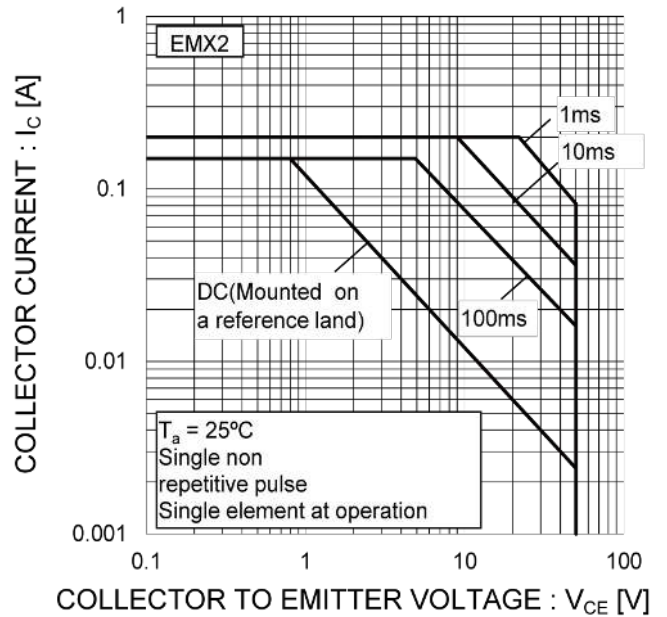 1
EMX2
1ms
10ms
0.1
COLLECTOR CURRENT : IC [A]
DC(Mounted on
a reference land)
100ms
0.01
Ta = 25ºC
Single non
repetitive pulse
Single element at operation
0.001
0.1
1
10
100
COLLECTOR TO EMITTER VOLTAGE : VCE [V]